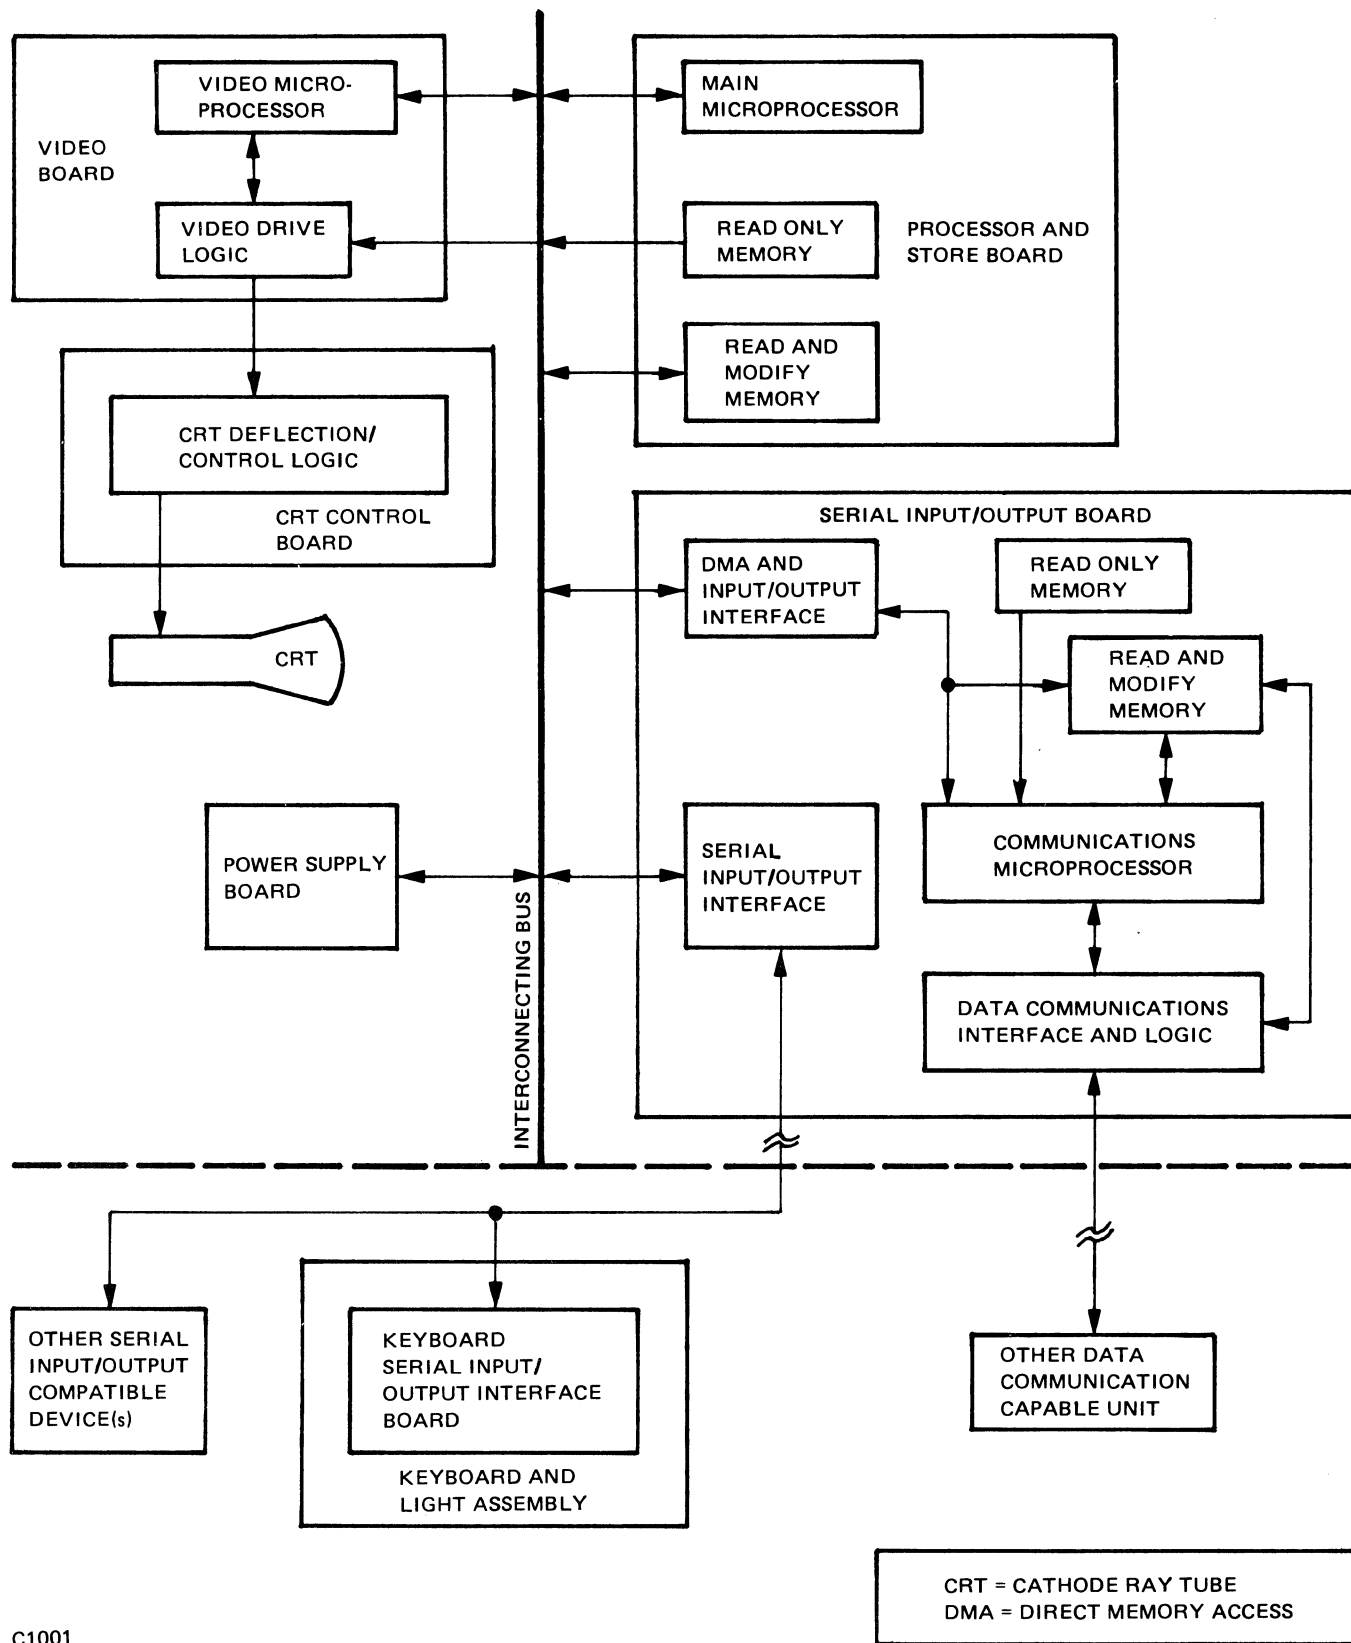 VIDEO MICRO-
PROCESSOR
VIDEO
BOARD
VIDEO DRIVE
LOGIC
MAIN
MICROPROCESSOR
READ ONLY
MEMORY
PROCESSOR AND
STORE BOARD
READ AND
MODIFY
MEMORY
CRT DEFLECTION/
CONTROL LOGIC
CRT CONTROL
BOARD
CRT
SERIAL INPUT/OUTPUT BOARD
DMA AND
INPUT/OUTPUT
INTERFACE
READ ONLY
MEMORY
READ AND
MODIFY
MEMORY
POWER SUPPLY
BOARD
INTERCONNECTING BUS
SERIAL
INPUT/OUTPUT
INTERFACE
COMMUNICATIONS
MICROPROCESSOR
DATA COMMUNICATIONS
INTERFACE AND LOGIC
OTHER SERIAL
INPUT/OUTPUT
COMPATIBLE
DEVICE(s)
KEYBOARD
SERIAL INPUT/
OUTPUT INTERFACE
BOARD
KEYBOARD AND
LIGHT ASSEMBLY
OTHER DATA
COMMUNICATION
CAPABLE UNIT
CRT = CATHODE RAY TUBE
DMA = DIRECT MEMORY ACCESS
C1001